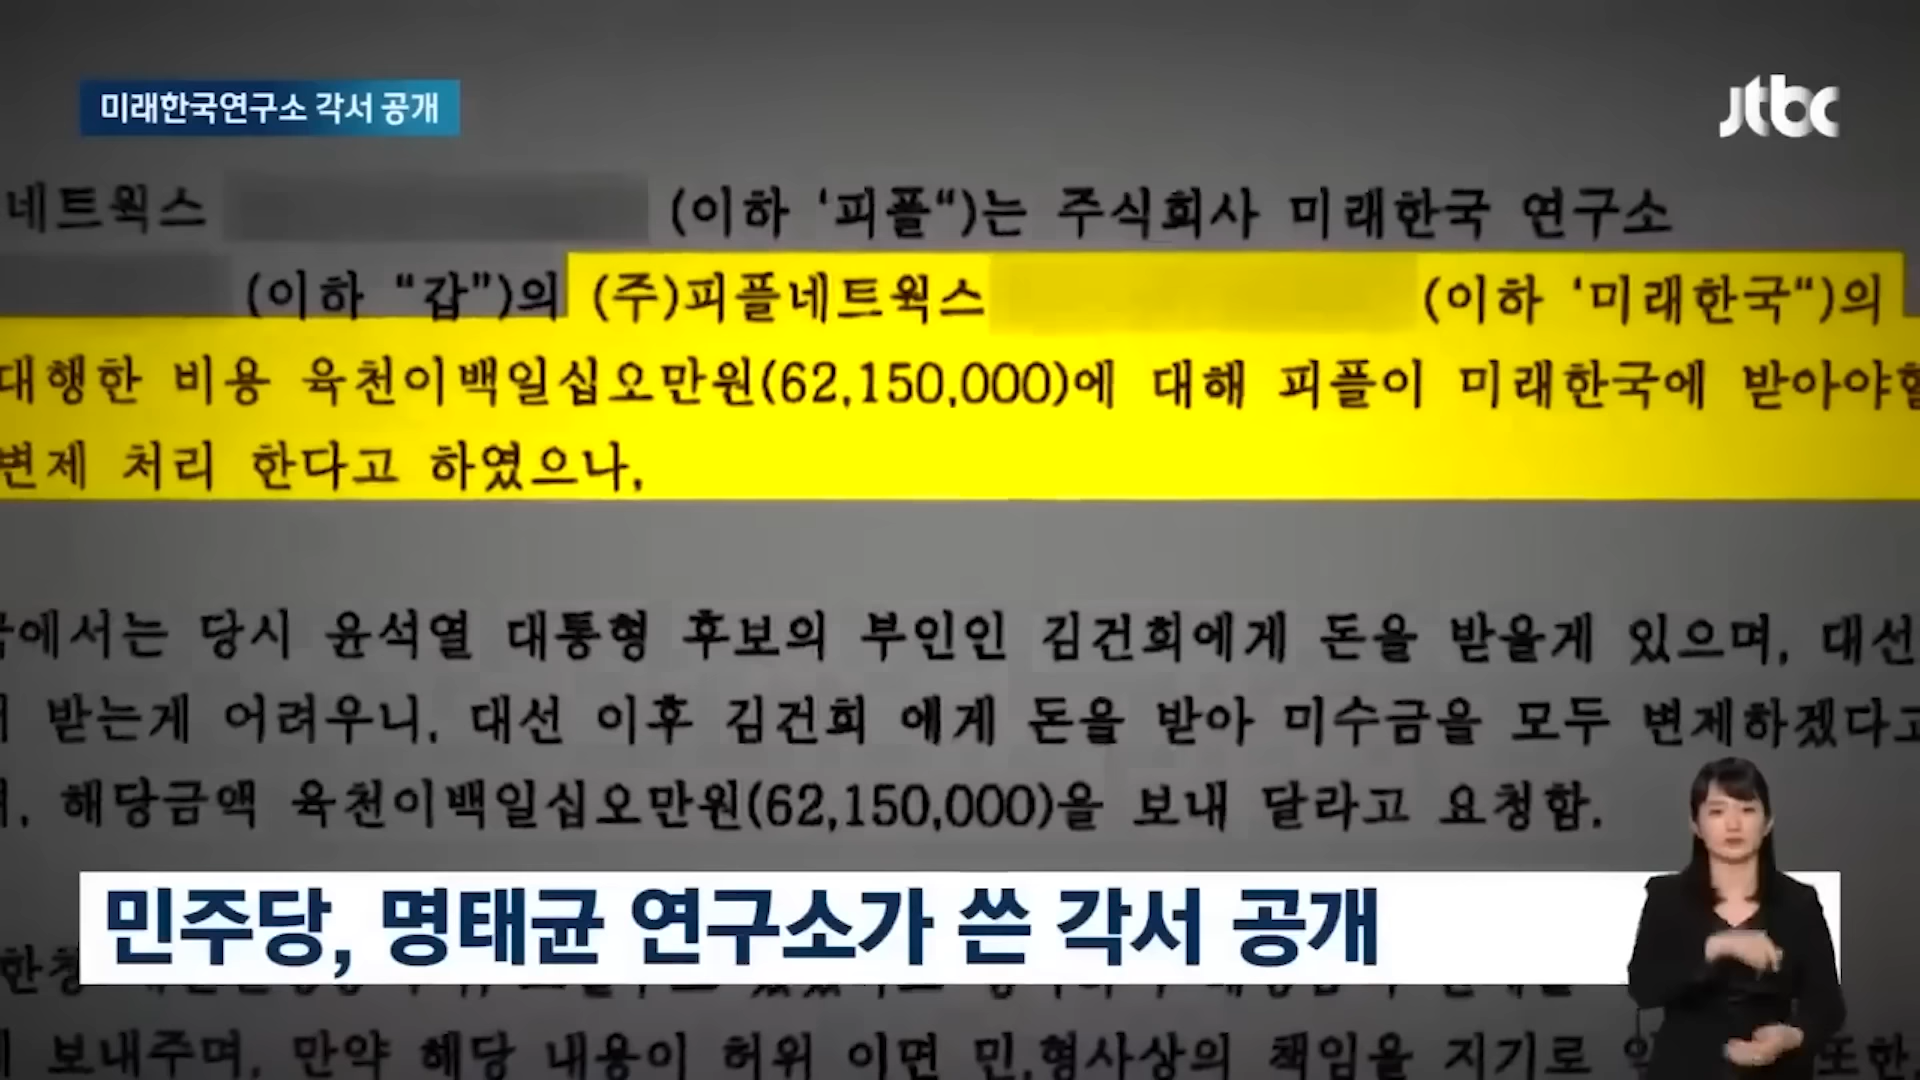 미래한국연구소 각서 공개
jtbc
네트웍스 (이하 ‘피플“)는 주식회사 미래한국 연구소
(이하 “갑”)의 (주)피플네트웍스 (이하 ‘미래한국“)의
대행한 비용 육천이백일십오만원(62,150,000)에 대해 피플이 미래한국에 받아야할
변제 처리 한다고 하였으나,
에서는 당시 윤석열 대통형 후보의 부인인 김건희에게 돈을 받을게 있으며, 대선
받는게 어려우니, 대선 이후 김건희 에게 돈을 받아 미수금을 모두 변제하겠다고
해당금액 육천이백일십오만원(62,150,000)을 보내 달라고 요청함.
민주당, 명태균 연구소가 쓴 각서 공개
보내주며, 만약 해당 내용이 허위 이면 민,형사상의 책임을 지기로 또한,